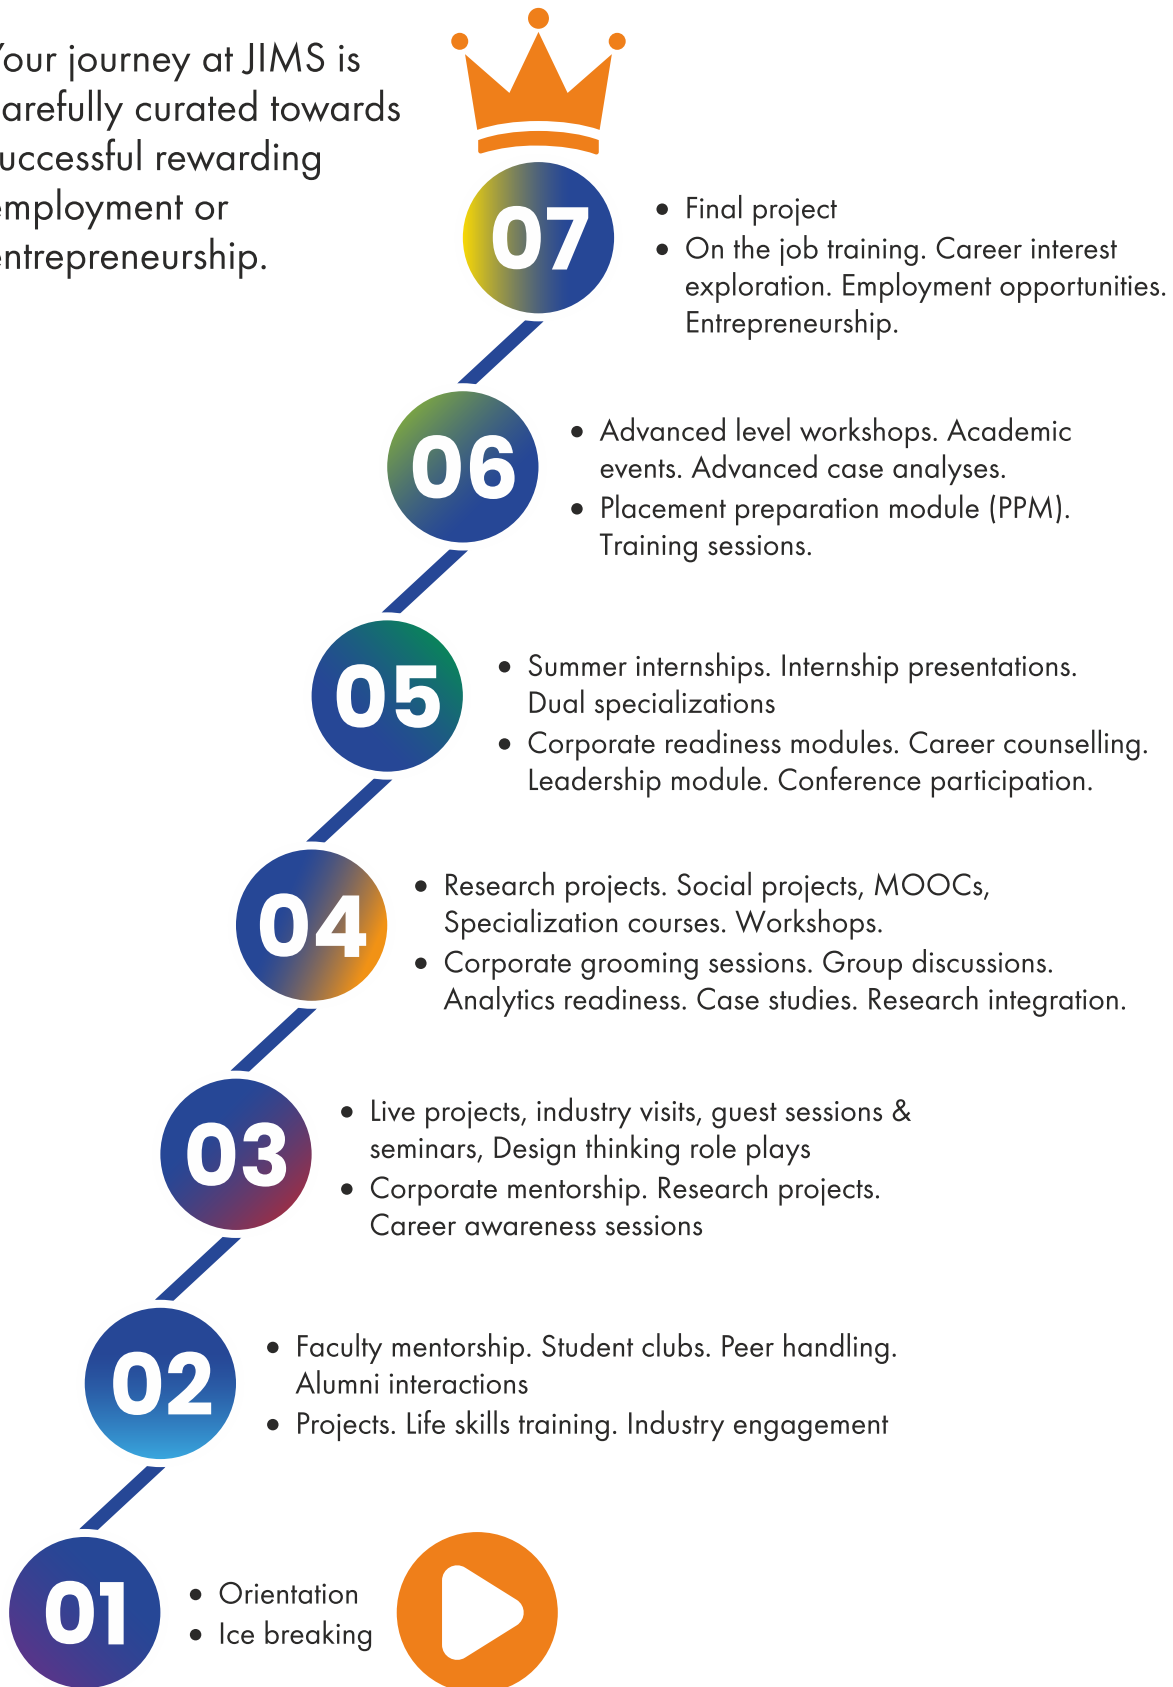 Your journey at JIMS is
arefully curated towards
uccessful rewarding
employment or
entrepreneurship.
07
• Final project
• On the job training. Career interest
exploration. Employment opportunities.
Entrepreneurship.
06
• Advanced level workshops. Academic
events. Advanced case analyses.
• Placement preparation module (PPM).
Training sessions.
05
• Summer internships. Internship presentations.
Dual specializations
• Corporate readiness modules. Career counselling.
Leadership module. Conference participation.
04
• Research projects. Social projects, MOOCs,
Specialization courses. Workshops.
• Corporate grooming sessions. Group discussions.
Analytics readiness. Case studies. Research integration.
03
• Live projects, industry visits, guest sessions &
seminars, Design thinking role plays
• Corporate mentorship. Research projects.
Career awareness sessions
02
• Faculty mentorship. Student clubs. Peer handling.
Alumni interactions
• Projects. Life skills training. Industry engagement
01
• Orientation
• Ice breaking